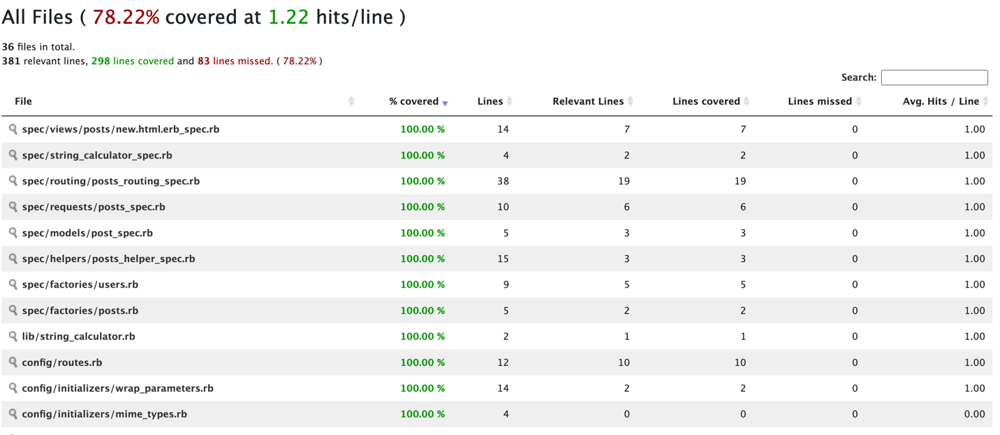 All Files ( 78.22% covered at 1.22 hits/line )
36 files in total.
381 relevant lines, 298 lines covered and 83 lines missed. ( 78.22% )
Search:
File % covered Lines Relevant Lines Lines covered Lines missed Avg. Hits / Line
spec/views/posts/new.html.erb_spec.rb 100.00 % 14 7 7 0 1.00
spec/string_calculator_spec.rb 100.00 % 4 2 2 0 1.00
spec/routing/posts_routing_spec.rb 100.00 % 38 19 19 0 1.00
spec/requests/posts_spec.rb 100.00 % 10 6 6 0 1.00
spec/models/post_spec.rb 100.00 % 5 3 3 0 1.00
spec/helpers/posts_helper_spec.rb 100.00 % 15 3 3 0 1.00
spec/factories/users.rb 100.00 % 9 5 5 0 1.00
spec/factories/posts.rb 100.00 % 5 2 2 0 1.00
lib/string_calculator.rb 100.00 % 2 1 1 0 1.00
config/routes.rb 100.00 % 12 10 10 0 1.00
config/initializers/wrap_parameters.rb 100.00 % 14 2 2 0 1.00
config/initializers/mime_types.rb 100.00 % 4 0 0 0 0.00